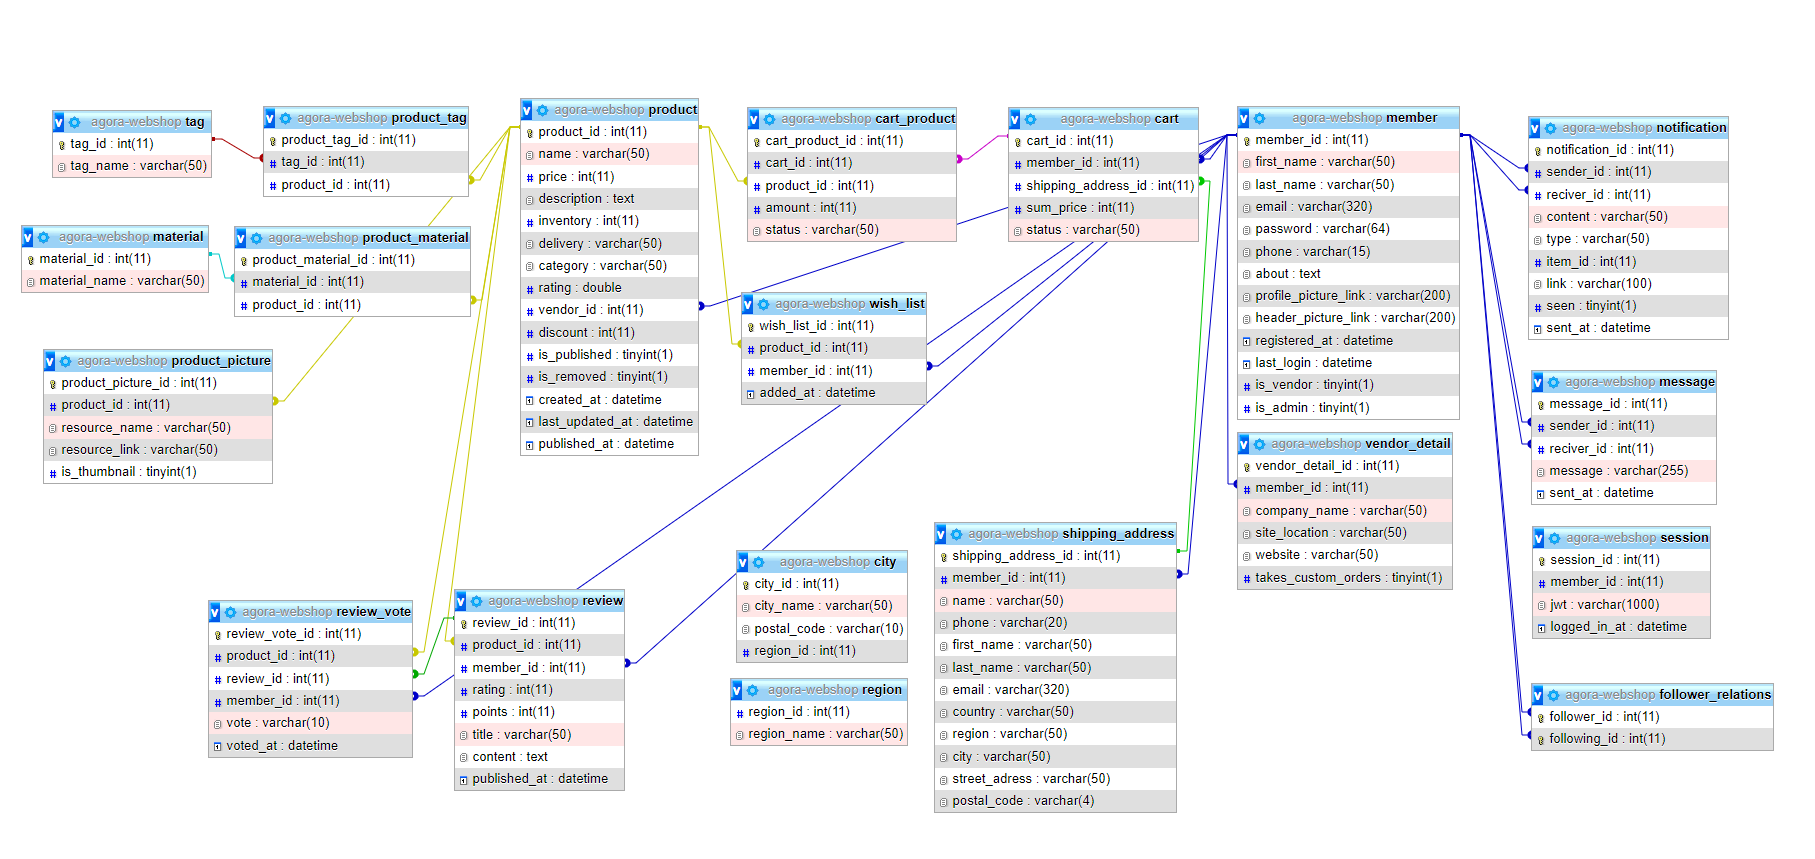 agora-webshop tag
tag_id : int(11)
tag_name : varchar(50)
agora-webshop product_tag
product_tag_id : int(11)
tag_id : int(11)
product_id : int(11)
agora-webshop material
material_id : int(11)
material_name : varchar(50)
agora-webshop product_material
product_material_id : int(11)
material_id : int(11)
product_id : int(11)
agora-webshop product_picture
product_picture_id : int(11)
product_id : int(11)
resource_name : varchar(50)
resource_link : varchar(50)
is_thumbnail : tinyint(1)
agora-webshop product
product_id : int(11)
name : varchar(50)
price : int(11)
description : text
inventory : int(11)
delivery : varchar(50)
category : varchar(50)
rating : double
vendor_id : int(11)
discount : int(11)
is_published : tinyint(1)
is_removed : tinyint(1)
created_at : datetime
last_updated_at : datetime
published_at : datetime
agora-webshop cart_product
cart_product_id : int(11)
cart_id : int(11)
product_id : int(11)
amount : int(11)
status : varchar(50)
agora-webshop wish_list
wish_list_id : int(11)
product_id : int(11)
member_id : int(11)
added_at : datetime
agora-webshop cart
cart_id : int(11)
member_id : int(11)
shipping_address_id : int(11)
sum_price : int(11)
status : varchar(50)
agora-webshop member
member_id : int(11)
first_name : varchar(50)
last_name : varchar(50)
email : varchar(320)
password : varchar(64)
phone : varchar(15)
about : text
profile_picture_link : varchar(200)
header_picture_link : varchar(200)
registered_at : datetime
last_login : datetime
is_vendor : tinyint(1)
is_admin : tinyint(1)
agora-webshop vendor_detail
vendor_detail_id : int(11)
member_id : int(11)
company_name : varchar(50)
site_location : varchar(50)
website : varchar(50)
takes_custom_orders : tinyint(1)
agora-webshop notification
notification_id : int(11)
sender_id : int(11)
reciver_id : int(11)
content : varchar(50)
type : varchar(50)
item_id : int(11)
link : varchar(100)
seen : tinyint(1)
sent_at : datetime
agora-webshop message
message_id : int(11)
sender_id : int(11)
reciver_id : int(11)
message : varchar(255)
sent_at : datetime
agora-webshop session
session_id : int(11)
member_id : int(11)
jwt : varchar(1000)
logged_in_at : datetime
agora-webshop follower_relations
follower_id : int(11)
following_id : int(11)
agora-webshop review_vote
review_vote_id : int(11)
product_id : int(11)
review_id : int(11)
member_id : int(11)
vote : varchar(10)
voted_at : datetime
agora-webshop review
review_id : int(11)
product_id : int(11)
member_id : int(11)
rating : int(11)
points : int(11)
title : varchar(50)
content : text
published_at : datetime
agora-webshop city
city_id : int(11)
city_name : varchar(50)
postal_code : varchar(10)
region_id : int(11)
agora-webshop region
region_id : int(11)
region_name : varchar(50)
agora-webshop shipping_address
shipping_address_id : int(11)
member_id : int(11)
name : varchar(50)
phone : varchar(20)
first_name : varchar(50)
last_name : varchar(50)
email : varchar(320)
country : varchar(50)
region : varchar(50)
city : varchar(50)
street_adress : varchar(50)
postal_code : varchar(4)